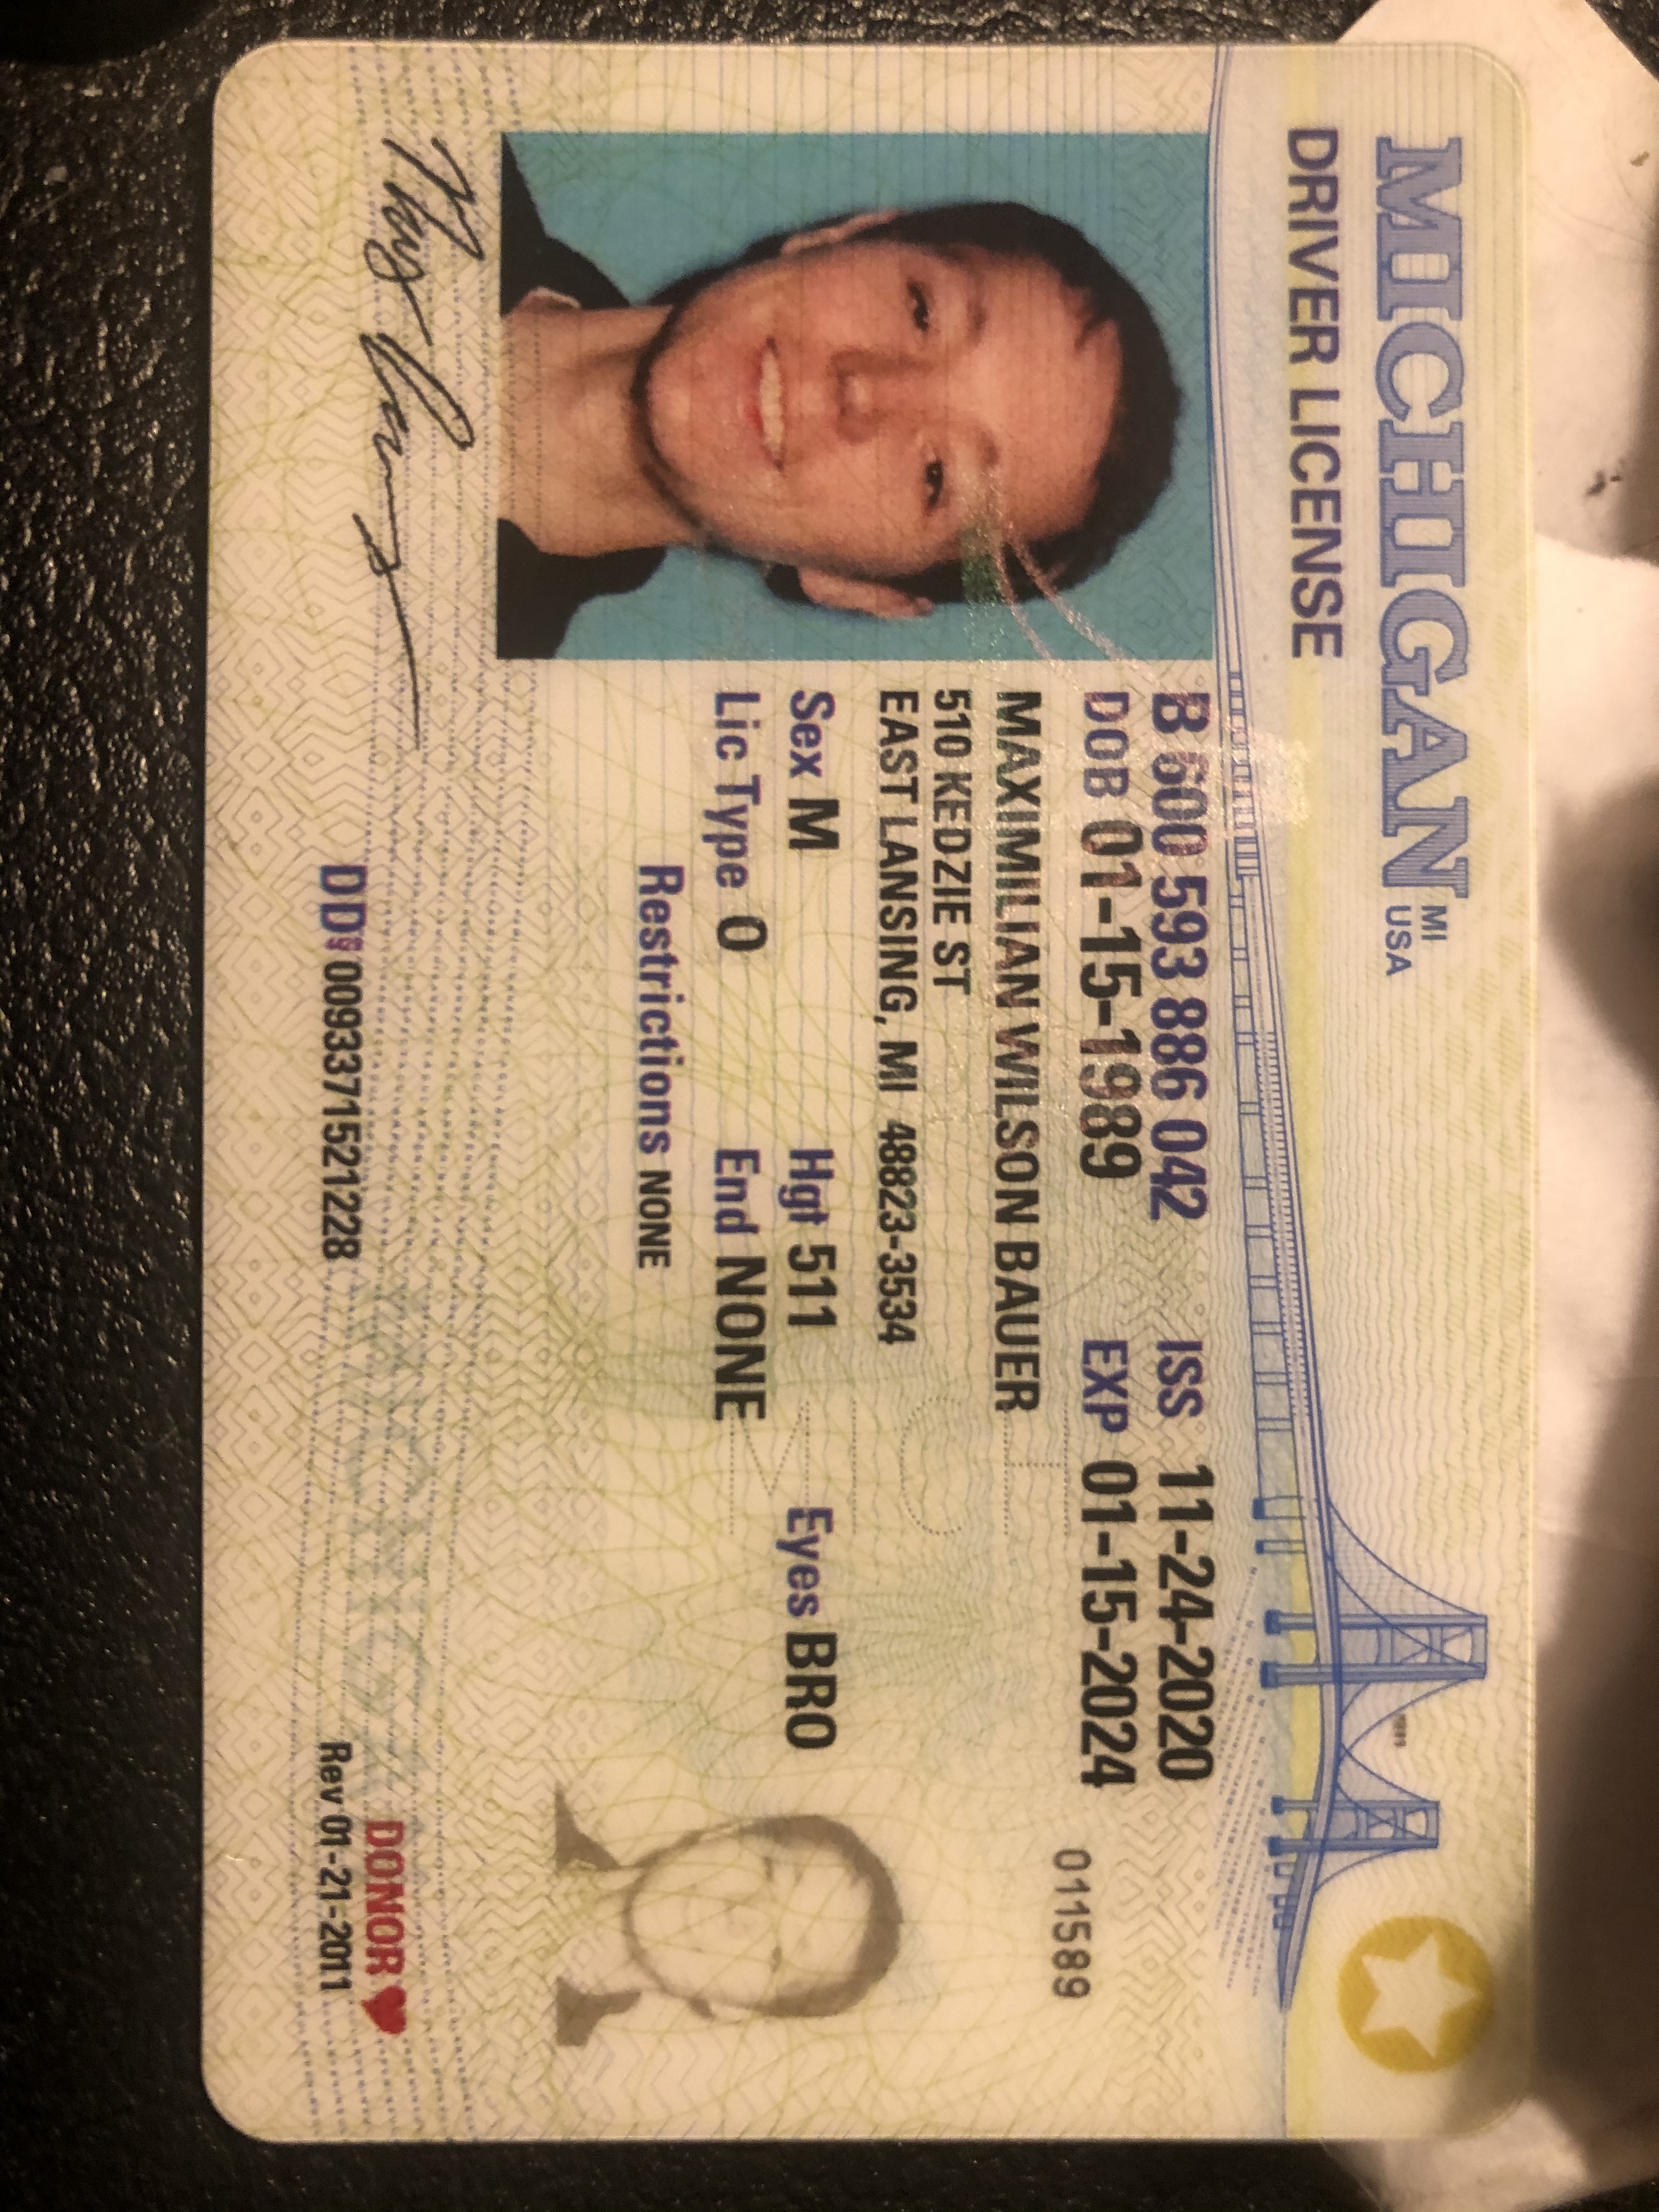 MICHIGAN MI
USA
DRIVER LICENSE
B 600 593 886 042 ISS 11-24-2020
DOB 01-15-1989 EXP 01-15-2024
MAXIMILIAN WILSON BAUER 011589
510 KEDZIE ST
EAST LANSING, MI 48823-3534
Sex M Hgt 511 Eyes BRO
Lic Type O End NONE
Restrictions NONE
DONOR
DD 0093371521228 Rev 01-21-2011